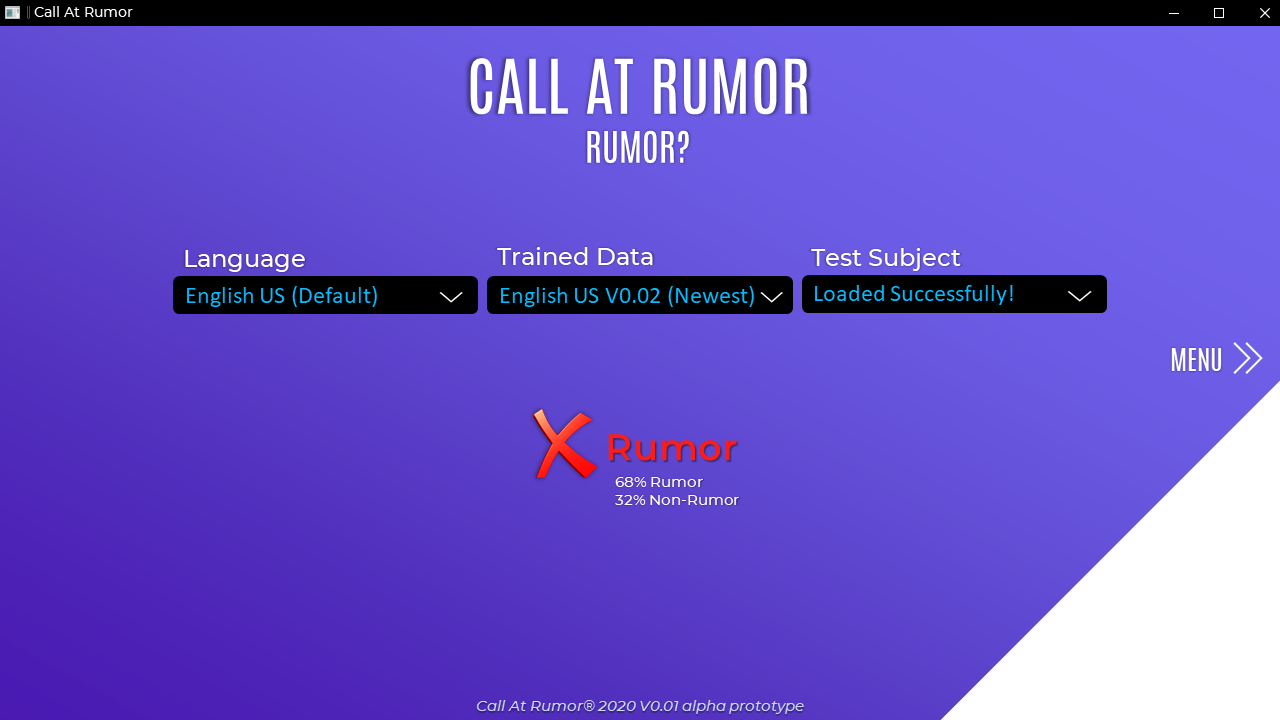 Call At Rumor
CALL AT RUMOR
RUMOR?
Language
Trained Data
Test Subject
English US (Default)
English US V0.02 (Newest)
Loaded Successfully!
MENU
Rumor
68% Rumor
32% Non-Rumor
Call At Rumor® 2020 V0.01 alpha prototype